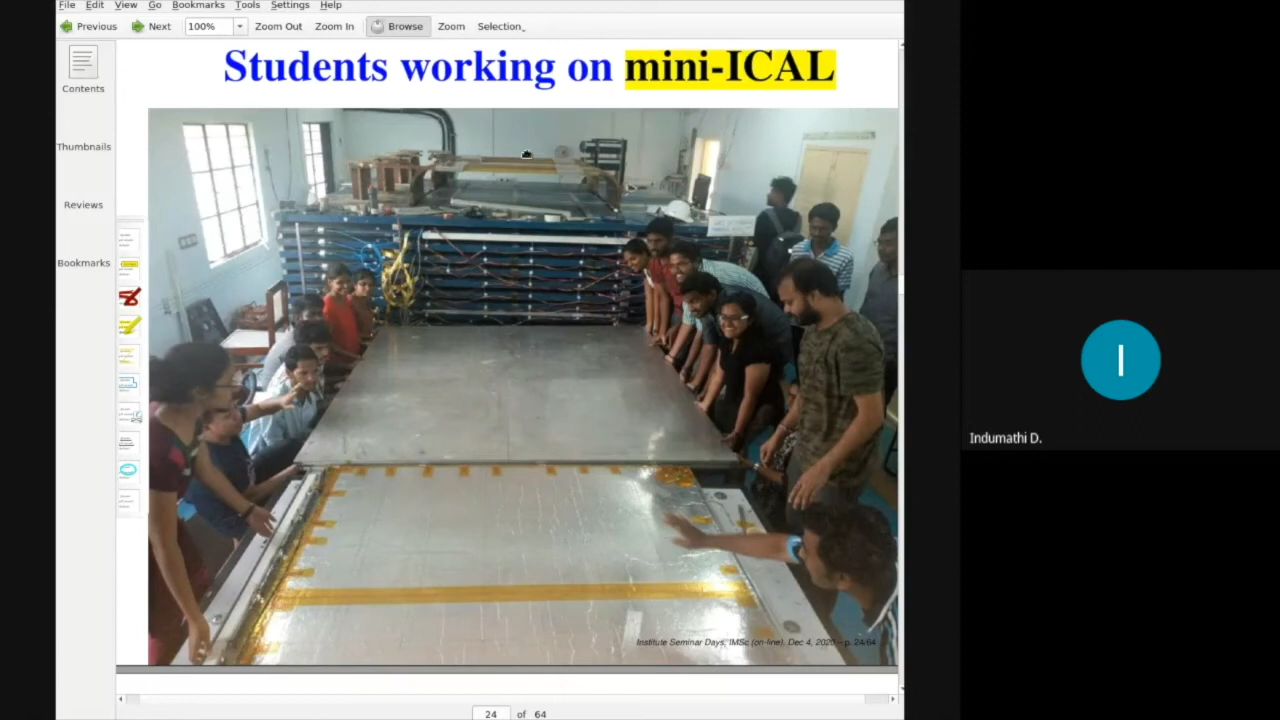 File Edit View Go Bookmarks Tools Settings Help
Previous Next 100% Zoom Out Zoom In Browse Zoom Selection
Contents
Thumbnails
Reviews
Bookmarks
Students working on mini-ICAL
Institute Seminar Days, IMSc (on-line), Dec 4, 2020 – p. 24/64
24 of 64
I
Indumathi D.